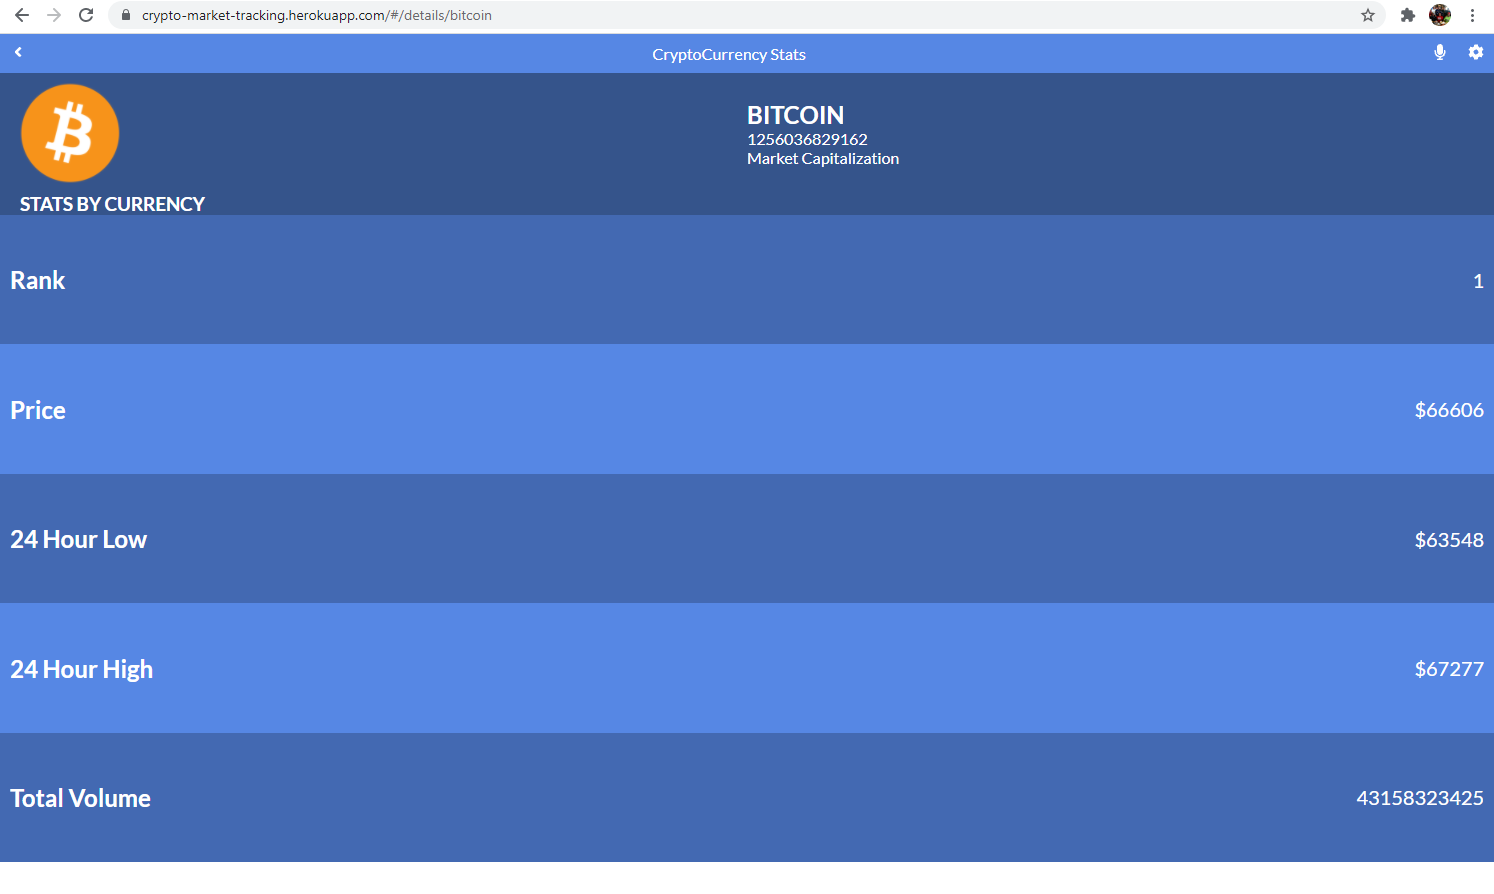 crypto-market-tracking.herokuapp.com/#/details/bitcoin
CryptoCurrency Stats
BITCOIN
1256036829162
Market Capitalization
STATS BY CURRENCY
Rank 1
Price $66606
24 Hour Low $63548
24 Hour High $67277
Total Volume 43158323425